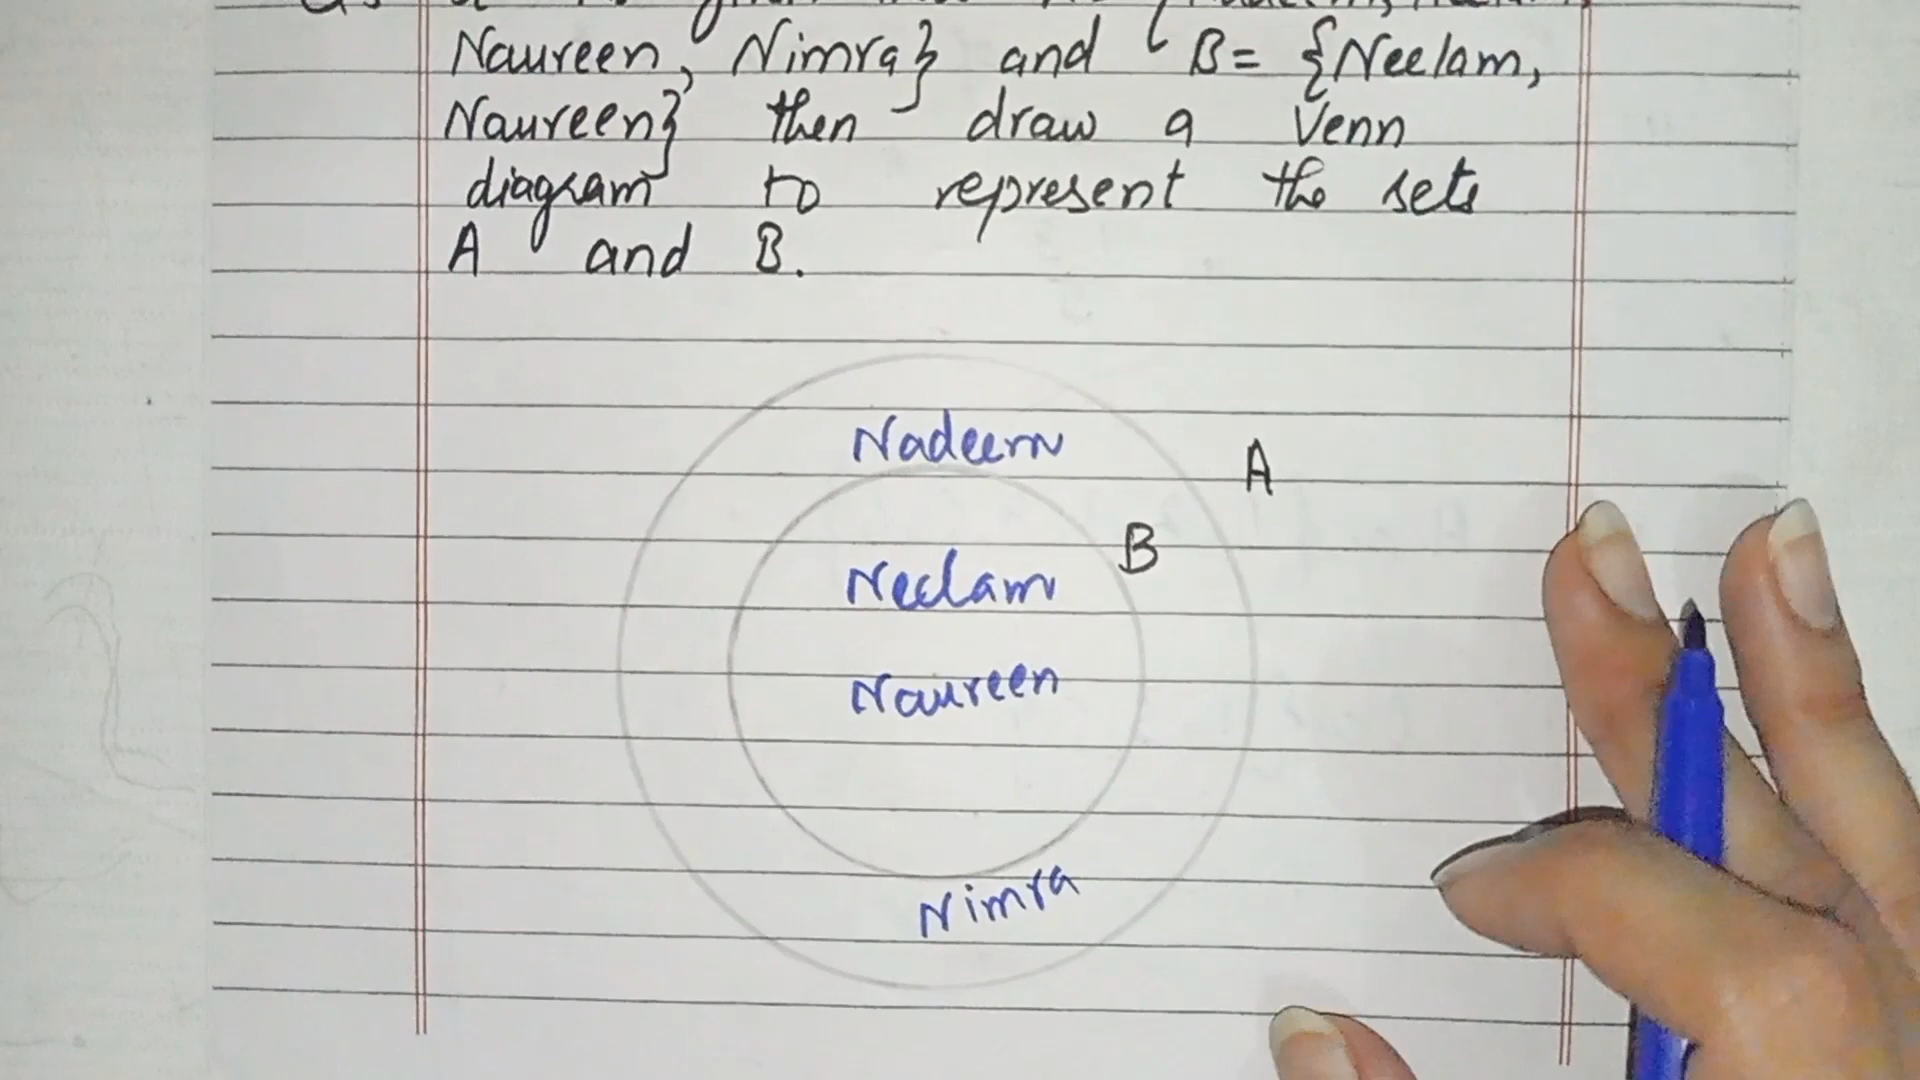 Naureen, Nimra} and B= {Neelam,
Naureen} then draw a Venn
diagram to represent the sets
A and B.
Nadeem
A
B
Neelam
Naureen
Nimra